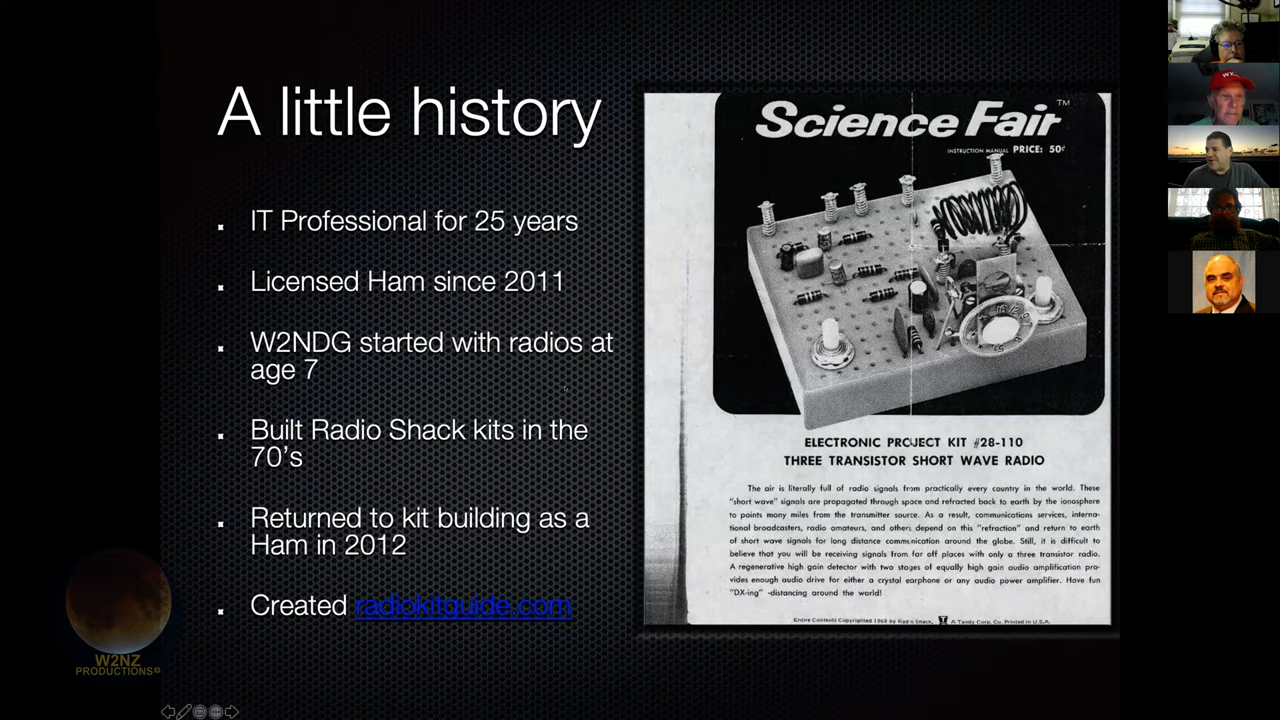 A little history
IT Professional for 25 years
Licensed Ham since 2011
W2NDG started with radios at
age 7
Built Radio Shack kits in the
70’s
Returned to kit building as a
Ham in 2012
Created radiokitguide.com
W2NZ
PRODUCTIONS
Science Fair™
INSTRUCTION MANUAL PRICE: 50¢
ELECTRONIC PROJECT KIT #28-110
THREE TRANSISTOR SHORT WAVE RADIO
The air is literally full of radio signals from practically every country in the world. These
"short wave" signals are propagated through space and refracted back to earth by the ionosphere
to points many miles from the transmitter source. As a result, communications services, interna-
tional broadcasters, radio amateurs, and others depend on this "refraction" and return to earth
of short wave signals for long distance communication around the globe. Still, it is difficult to
believe that you will be receiving signals from far off places with only a three transistor radio.
A regenerative high gain detector with two stages of equally high gain audio amplification pro-
vides enough audio drive for either a crystal earphone or any audio power amplifier. Have fun
"DX-ing" -distancing around the world!
Entire Contents Copyrighted 1968 by Radio Shack, A Tandy Corp. Co. Printed in U.S.A.